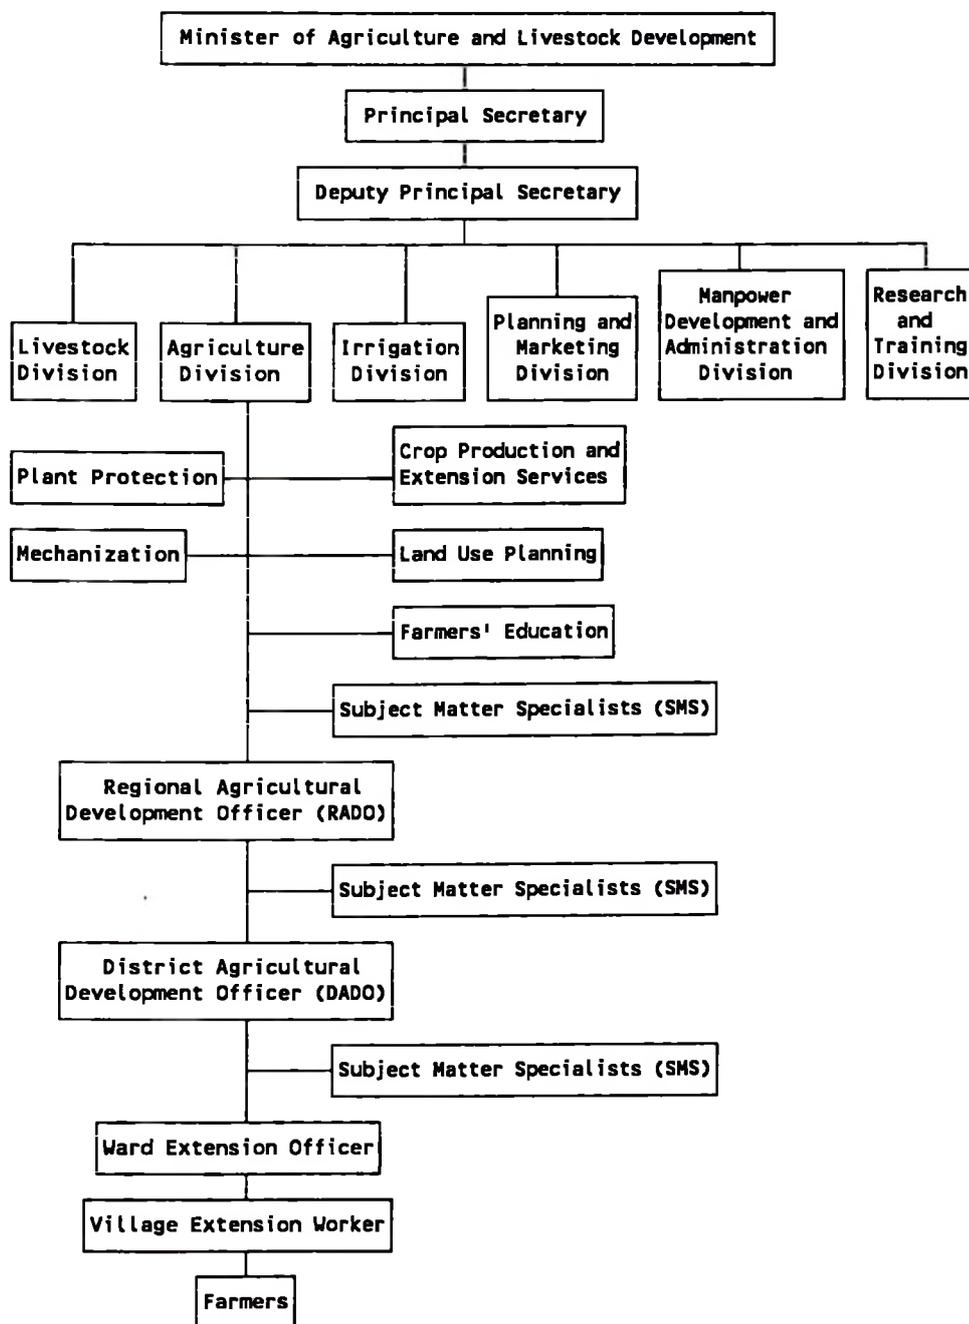 Minister of Agriculture and Livestock Development
Principal Secretary
Deputy Principal Secretary
Livestock
Division
Agriculture
Division
Irrigation
Division
Planning and
Marketing
Division
Manpower
Development and
Administration
Division
Research
and
Training
Division
Plant Protection
Crop Production and
Extension Services
Mechanization
Land Use Planning
Farmers' Education
Subject Matter Specialists (SMS)
Regional Agricultural
Development Officer (RADO)
Subject Matter Specialists (SMS)
District Agricultural
Development Officer (DADO)
Subject Matter Specialists (SMS)
Ward Extension Officer
Village Extension Worker
Farmers